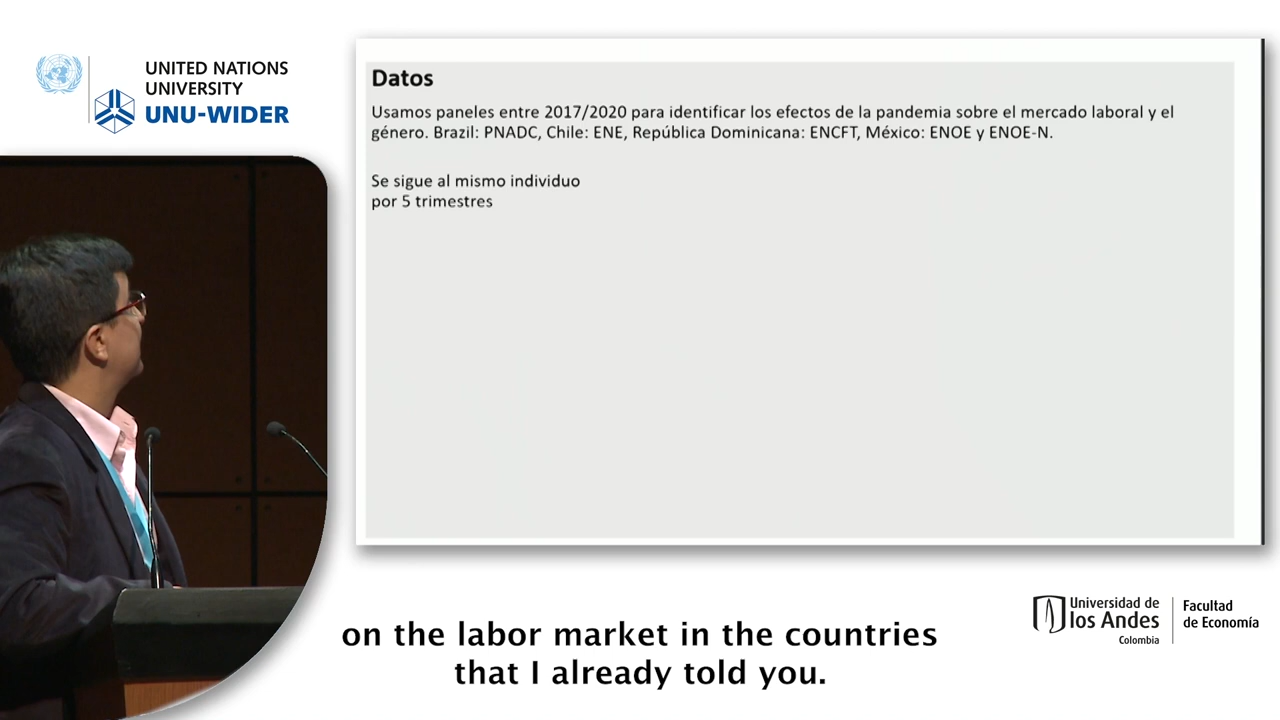 UNITED NATIONS
UNIVERSITY
UNU-WIDER
Datos
Usamos paneles entre 2017/2020 para identificar los efectos de la pandemia sobre el mercado laboral y el
género. Brazil: PNADC, Chile: ENE, República Dominicana: ENCFT, México: ENOE y ENOE-N.
Se sigue al mismo individuo
por 5 trimestres
on the labor market in the countries
that I already told you.
Universidad de
los Andes
Colombia
Facultad
de Economía